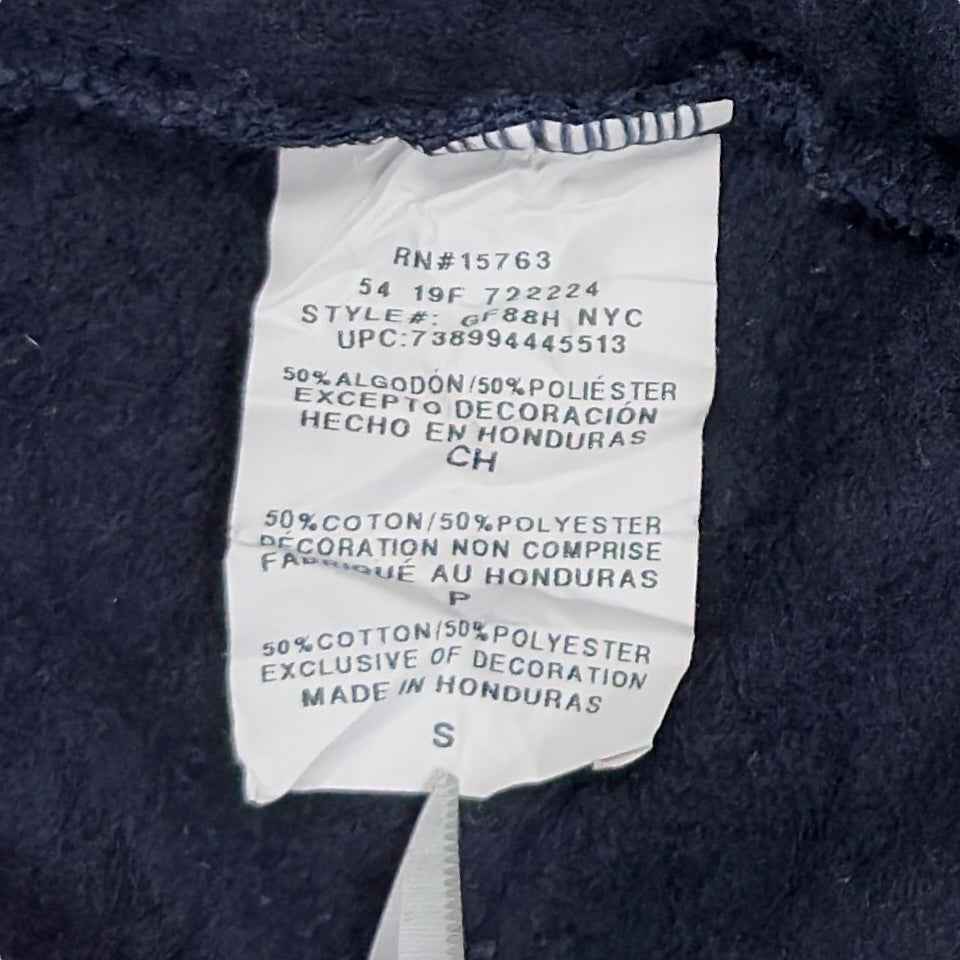 RN#15763
54 19F 722224
STYLE#: GF88H NYC
UPC:738994445513
50%ALGODÓN/50%POLIÉSTER
EXCEPTO DECORACIÓN
HECHO EN HONDURAS
CH
50%COTON/50%POLYESTER
DÉCORATION NON COMPRISE
FABRIQUÉ AU HONDURAS
P
50%COTTON/50%POLYESTER
EXCLUSIVE OF DECORATION
MADE IN HONDURAS
S